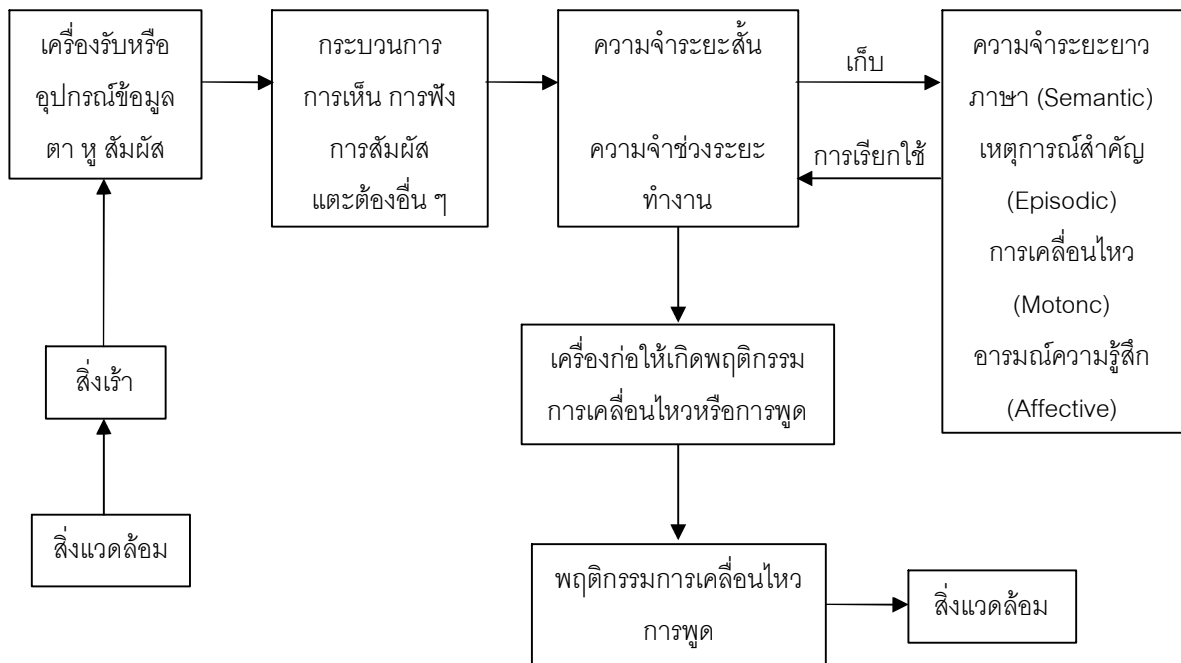 เครื่องรับหรือ
อุปกรณ์ข้อมูล
ตา หู สัมผัส
กระบวนการ
การเห็น การฟัง
การสัมผัส
แตะต้องอื่น ๆ
ความจำระยะสั้น
ความจำช่วงระยะ
ทำงาน
เก็บ
การเรียกใช้
ความจำระยะยาว
ภาษา (Semantic)
เหตุการณ์สำคัญ
(Episodic)
การเคลื่อนไหว
(Motonc)
อารมณ์ความรู้สึก
(Affective)
สิ่งเร้า
สิ่งแวดล้อม
เครื่องก่อให้เกิดพฤติกรรม
การเคลื่อนไหวหรือการพูด
พฤติกรรมการเคลื่อนไหว
การพูด
สิ่งแวดล้อม